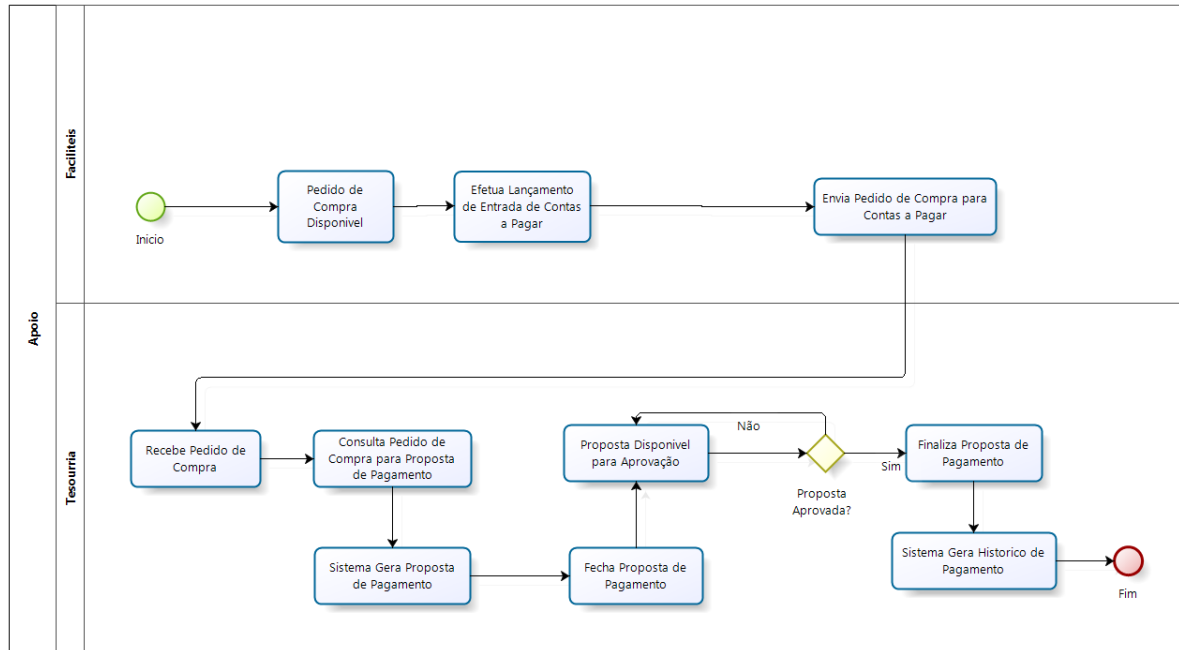 Apoio
Faciliteis
Inicio
Pedido de
Compra
Disponivel
Efetua Lançamento
de Entrada de Contas
a Pagar
Envia Pedido de Compra para
Contas a Pagar
Tesourria
Recebe Pedido de
Compra
Consulta Pedido de
Compra para Proposta
de Pagamento
Sistema Gera Proposta
de Pagamento
Fecha Proposta de
Pagamento
Proposta Disponivel
para Aprovação
Não
Proposta
Aprovada?
Sim
Finaliza Proposta de
Pagamento
Sistema Gera Historico de
Pagamento
Fim